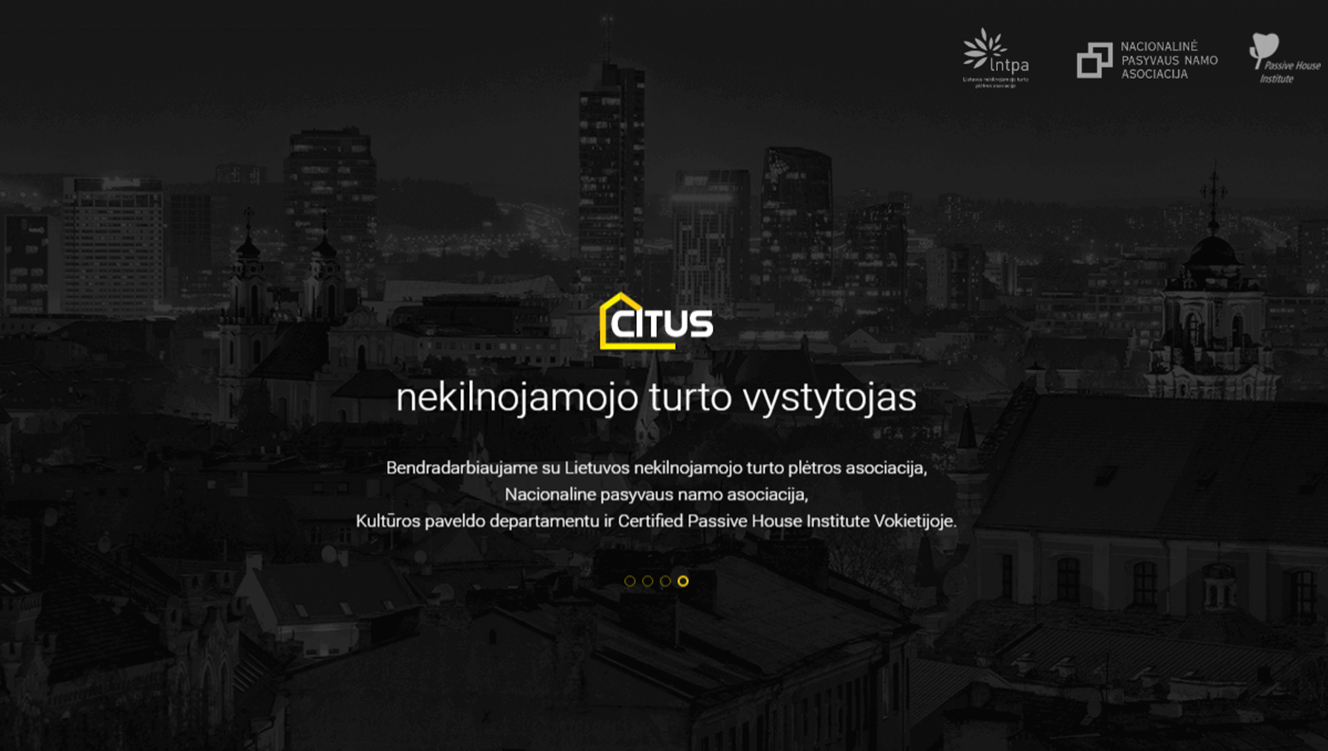 lntpa
Lietuvos nekilnojamojo turto
plėtros asociacija
NACIONALINĖ
PASYVAUS NAMO
ASOCIACIJA
Passive House
Institute
CITUS
nekilnojamojo turto vystytojas
Bendradarbiaujame su Lietuvos nekilnojamojo turto plėtros asociacija,
Nacionaline pasyvaus namo asociacija,
Kultūros paveldo departamentu ir Certified Passive House Institute Vokietijoje.